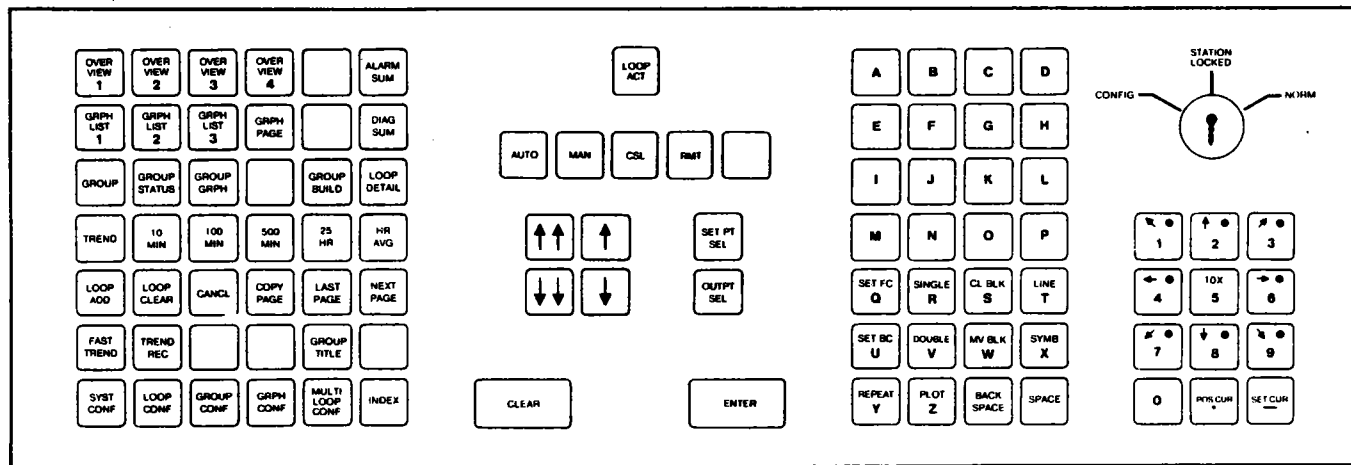 OVER VIEW 1
OVER VIEW 2
OVER VIEW 3
OVER VIEW 4
ALARM SUM
GRPH LIST 1
GRPH LIST 2
GRPH LIST 3
GRPH PAGE
DIAG SUM
GROUP
GROUP STATUS
GROUP GRPH
GROUP BUILD
LOOP DETAIL
TREND
10 MIN
100 MIN
500 MIN
25 HR
HR AVG
LOOP ADD
LOOP CLEAR
CANCL
COPY PAGE
LAST PAGE
NEXT PAGE
FAST TREND
TREND REC
GROUP TITLE
SYST CONF
LOOP CONF
GROUP CONF
GRPH CONF
MULTI LOOP CONF
INDEX
LOOP ACT
AUTO
MAN
CSL
RMT
SET PT SEL
OUTPT SEL
CLEAR
ENTER
A
B
C
D
E
F
G
H
I
J
K
L
M
N
O
P
SET FC Q
SINGLE R
CL BLK S
LINE T
SET BC U
DOUBLE V
MV BLK W
SYMB X
REPEAT Y
PLOT Z
BACK SPACE
SPACE
STATION LOCKED
CONFIG
NORM
1
2
3
4
10X 5
6
7
8
9
0
POS CUR .
SET CUR —